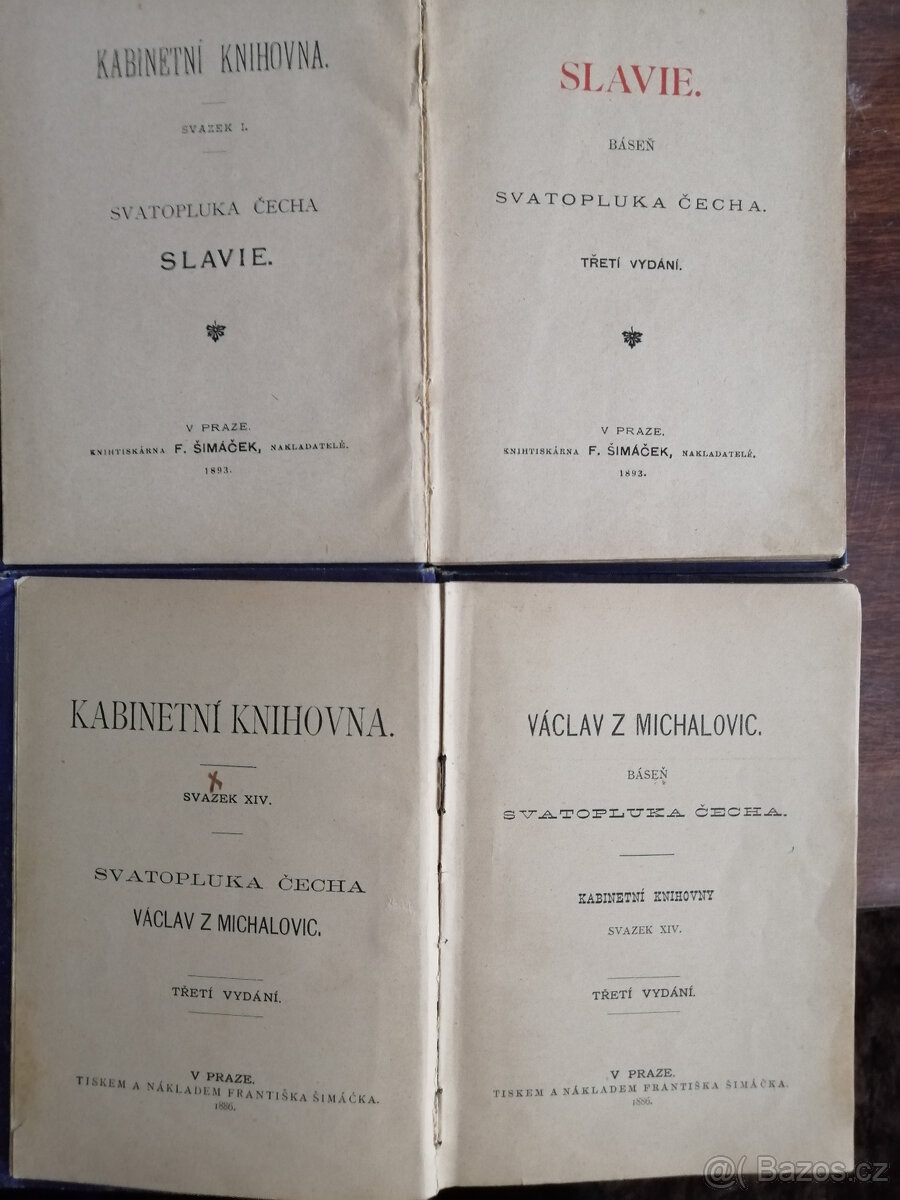 KABINETNÍ KNIHOVNA.
SVAZEK I.
SVATOPLUKA ČECHA
SLAVIE.
V PRAZE.
KNIHTISKÁRNA F. ŠIMÁČEK, NAKLADATELÉ.
1893.
SLAVIE.
BÁSEŇ
SVATOPLUKA ČECHA.
TŘETÍ VYDÁNÍ.
V PRAZE.
KNIHTISKÁRNA F. ŠIMÁČEK, NAKLADATELÉ.
1893.
KABINETNÍ KNIHOVNA.
SVAZEK XIV.
SVATOPLUKA ČECHA
VÁCLAV Z MICHALOVIC.
TŘETÍ VYDÁNÍ.
V PRAZE.
TISKEM A NÁKLADEM FRANTIŠKA ŠIMÁČKA.
1886.
VÁCLAV Z MICHALOVIC.
BÁSEŇ
SVATOPLUKA ČECHA.
KABINETNÍ KNIHOVNY
SVAZEK XIV.
TŘETÍ VYDÁNÍ.
V PRAZE.
TISKEM A NÁKLADEM FRANTIŠKA ŠIMÁČKA.
1886.
@( Bazos.cz